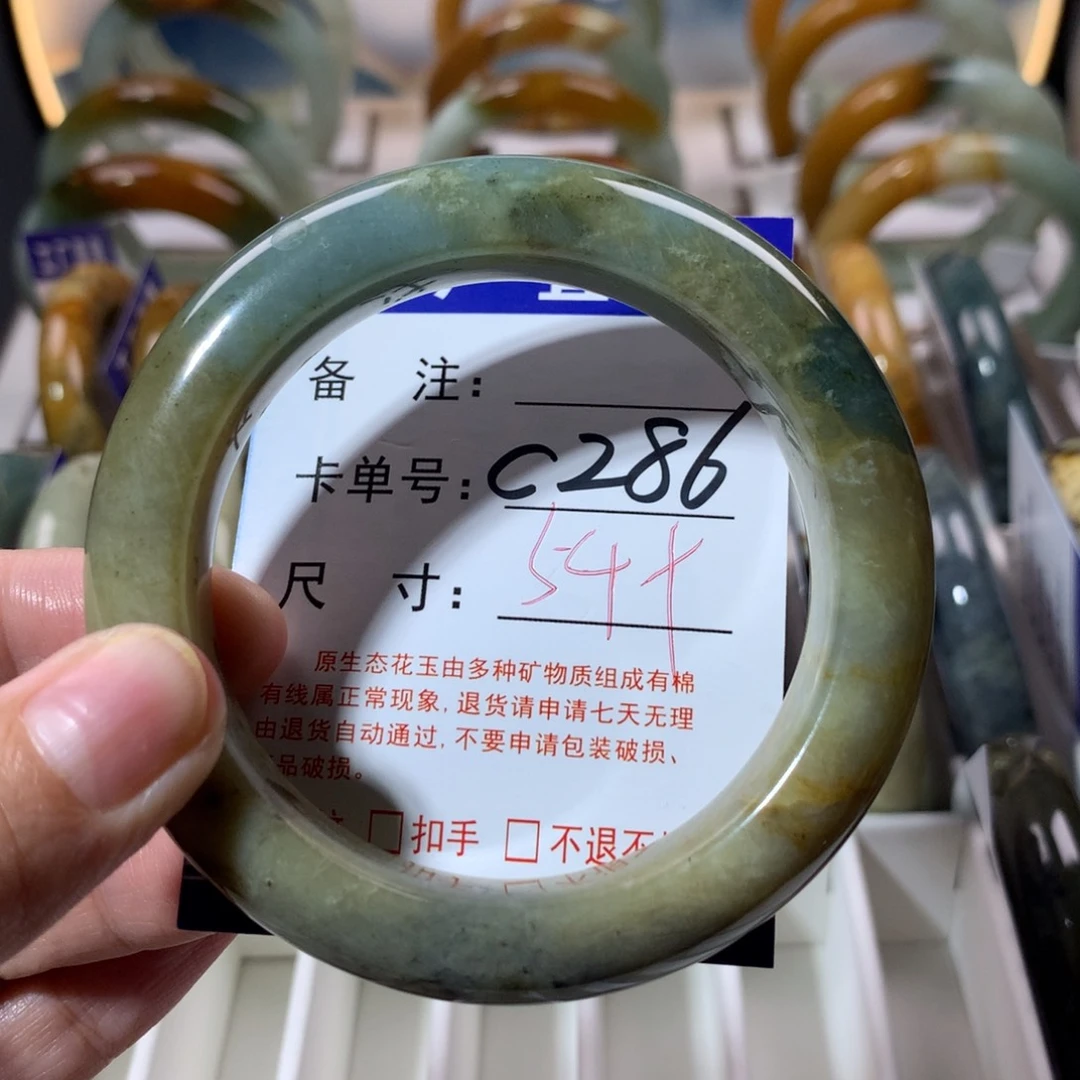 备 注:
卡单号: C286
尺 寸: 54
原生态花玉由多种矿物质组成有棉
有线属正常现象, 退货请申请七天无理
由退货自动通过, 不要申请包装破损、
品破损。
扣手 不退不